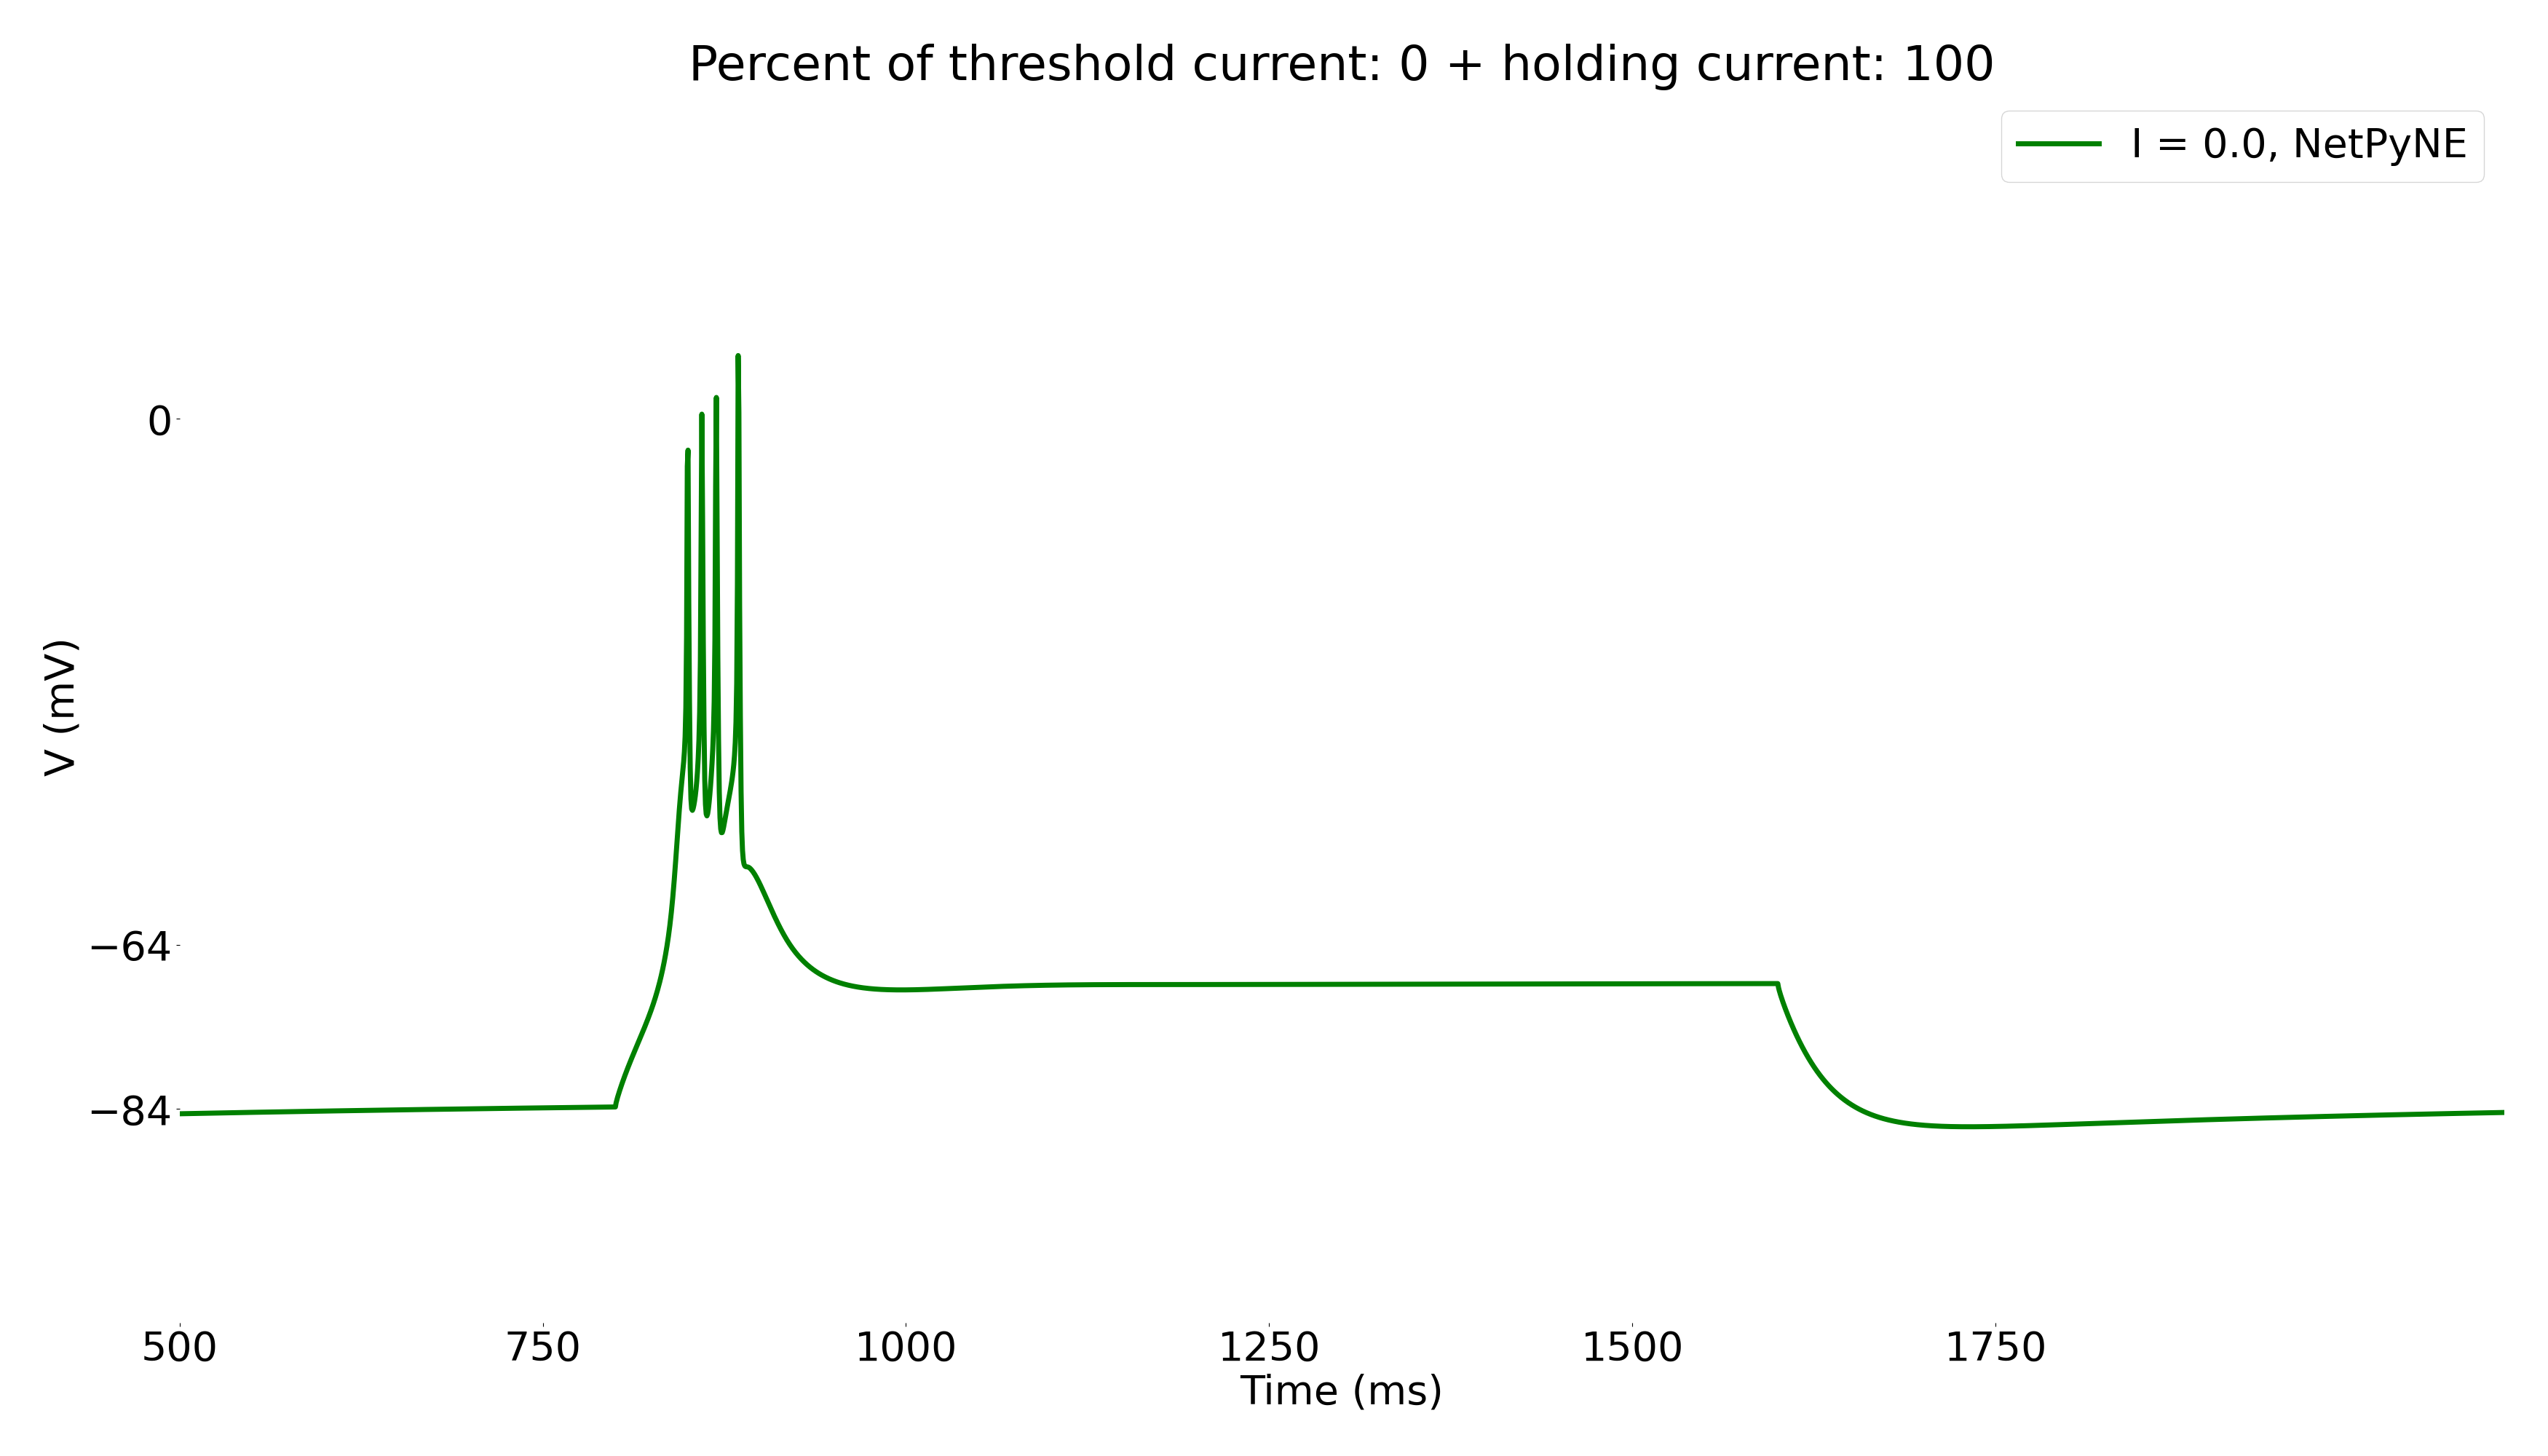 Percent of threshold current: 0 + holding current: 100
I = 0.0, NetPyNE
0
V (mV)
−64
−84
500 750 1000 1250 1500 1750
Time (ms)